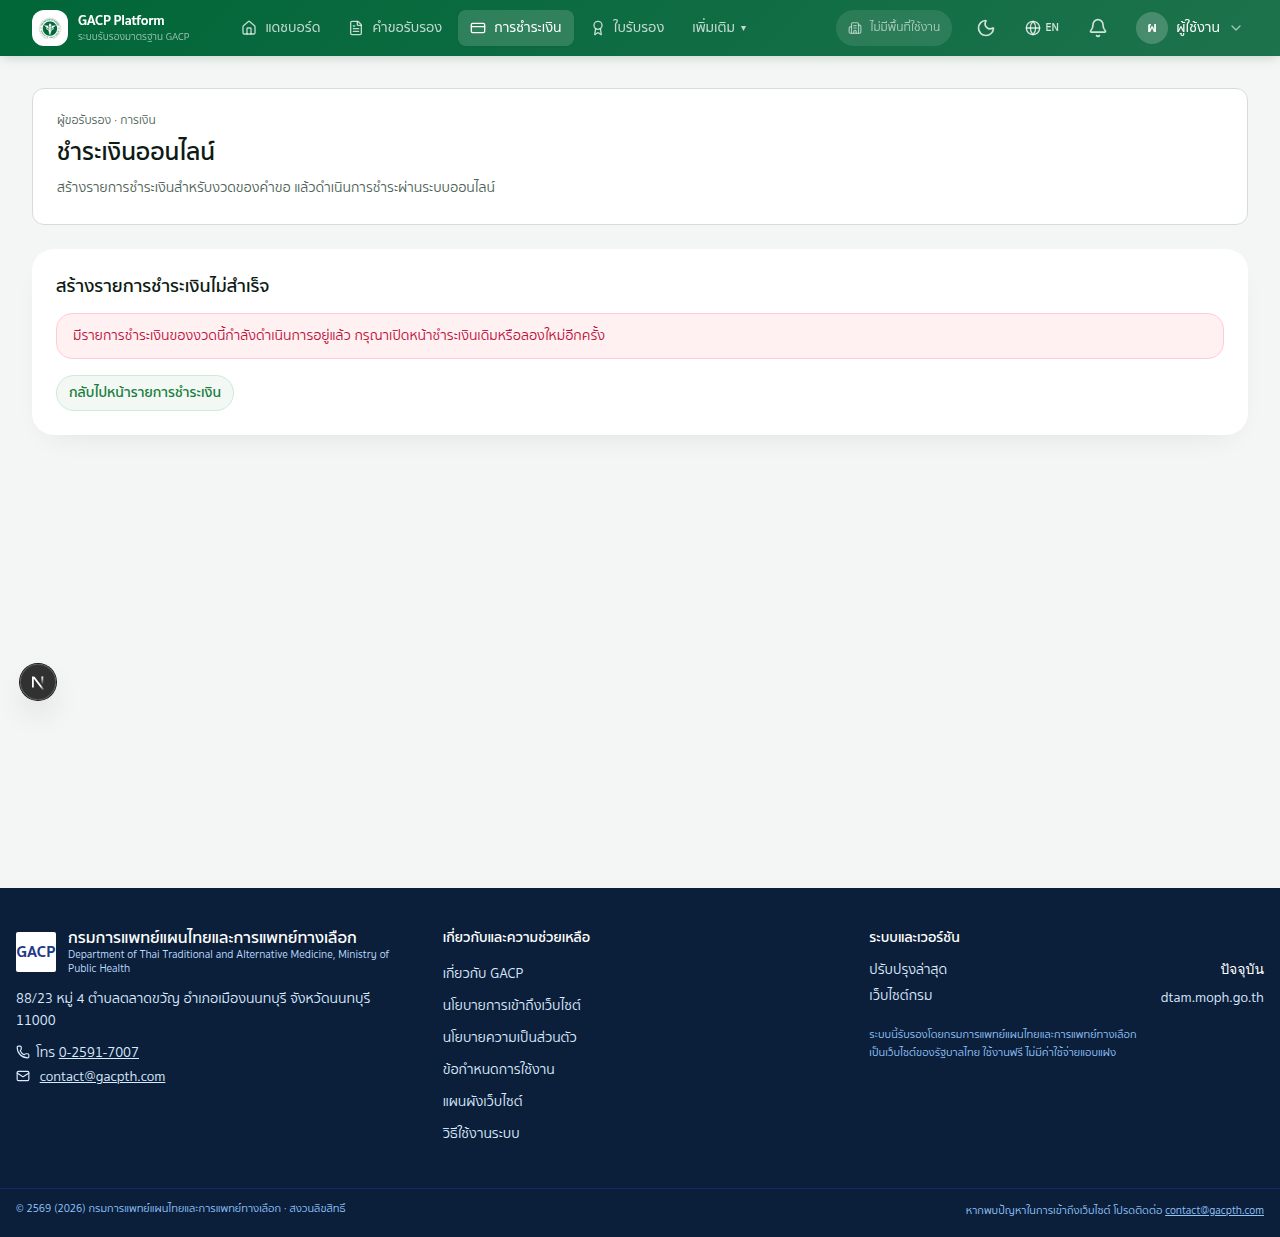 GACP Platform
ระบบรับรองมาตรฐาน GACP
แดชบอร์ด
คำขอรับรอง
การชำระเงิน
ใบรับรอง
เพิ่มเติม ▾
ไม่มีพื้นที่ใช้งาน
EN
ผ
ผู้ใช้งาน
ผู้ขอรับรอง · การเงิน
ชำระเงินออนไลน์
สร้างรายการชำระเงินสำหรับงวดของคำขอ แล้วดำเนินการชำระผ่านระบบออนไลน์
สร้างรายการชำระเงินไม่สำเร็จ
มีรายการชำระเงินของงวดนี้กำลังดำเนินการอยู่แล้ว กรุณาเปิดหน้าชำระเงินเดิมหรือลองใหม่อีกครั้ง
กลับไปหน้ารายการชำระเงิน
N
GACP
กรมการแพทย์แผนไทยและการแพทย์ทางเลือก
Department of Thai Traditional and Alternative Medicine, Ministry of
Public Health
88/23 หมู่ 4 ตำบลตลาดขวัญ อำเภอเมืองนนทบุรี จังหวัดนนทบุรี
11000
โทร 0-2591-7007
contact@gacpth.com
เกี่ยวกับและความช่วยเหลือ
เกี่ยวกับ GACP
นโยบายการเข้าถึงเว็บไซต์
นโยบายความเป็นส่วนตัว
ข้อกำหนดการใช้งาน
แผนผังเว็บไซต์
วิธีใช้งานระบบ
ระบบและเวอร์ชัน
ปรับปรุงล่าสุด ปัจจุบัน
เว็บไซต์กรม dtam.moph.go.th
ระบบนี้รับรองโดยกรมการแพทย์แผนไทยและการแพทย์ทางเลือก
เป็นเว็บไซต์ของรัฐบาลไทย ใช้งานฟรี ไม่มีค่าใช้จ่ายแอบแฝง
© 2569 (2026) กรมการแพทย์แผนไทยและการแพทย์ทางเลือก · สงวนลิขสิทธิ์
หากพบปัญหาในการเข้าถึงเว็บไซต์ โปรดติดต่อ contact@gacpth.com